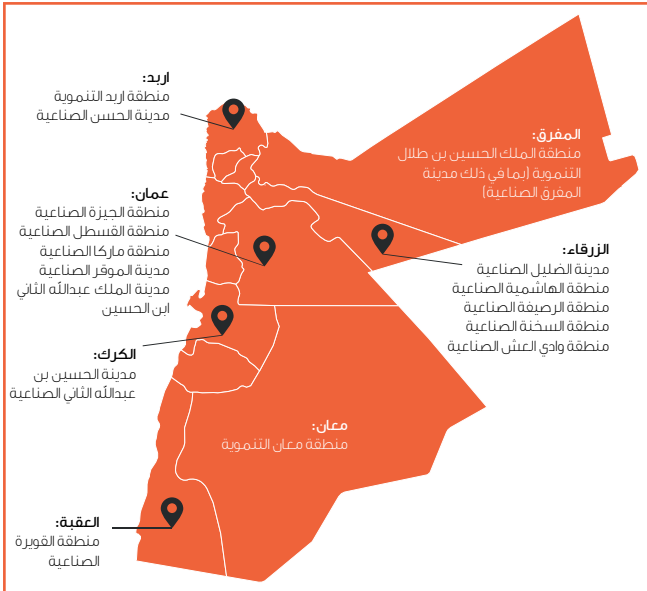 اربد:
منطقة اربد التنموية
مدينة الحسن الصناعية
المفرق:
منطقة الملك الحسين بن طلال
التنموية (بما في ذلك مدينة
المفرق الصناعية)
عمان:
منطقة الجيزة الصناعية
منطقة القسطل الصناعية
منطقة ماركا الصناعية
مدينة الموقر الصناعية
مدينة الملك عبدالله الثاني
ابن الحسين
الزرقاء:
مدينة الضليل الصناعية
منطقة الهاشمية الصناعية
منطقة الرصيفة الصناعية
منطقة السخنة الصناعية
منطقة وادي العش الصناعية
الكرك:
مدينة الحسين بن
عبدالله الثاني الصناعية
معان:
منطقة معان التنموية
العقبة:
منطقة القويرة
الصناعية